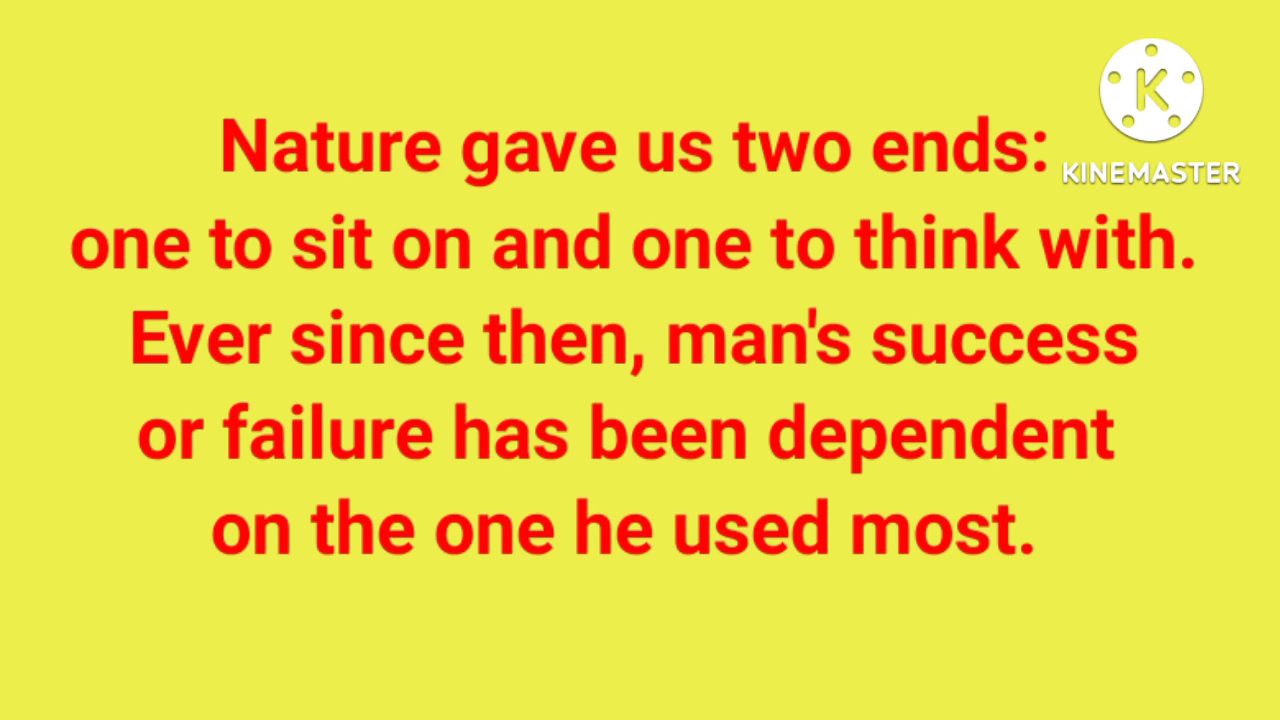 Nature gave us two ends:
one to sit on and one to think with.
Ever since then, man's success
or failure has been dependent
on the one he used most.
K
KINEMASTER